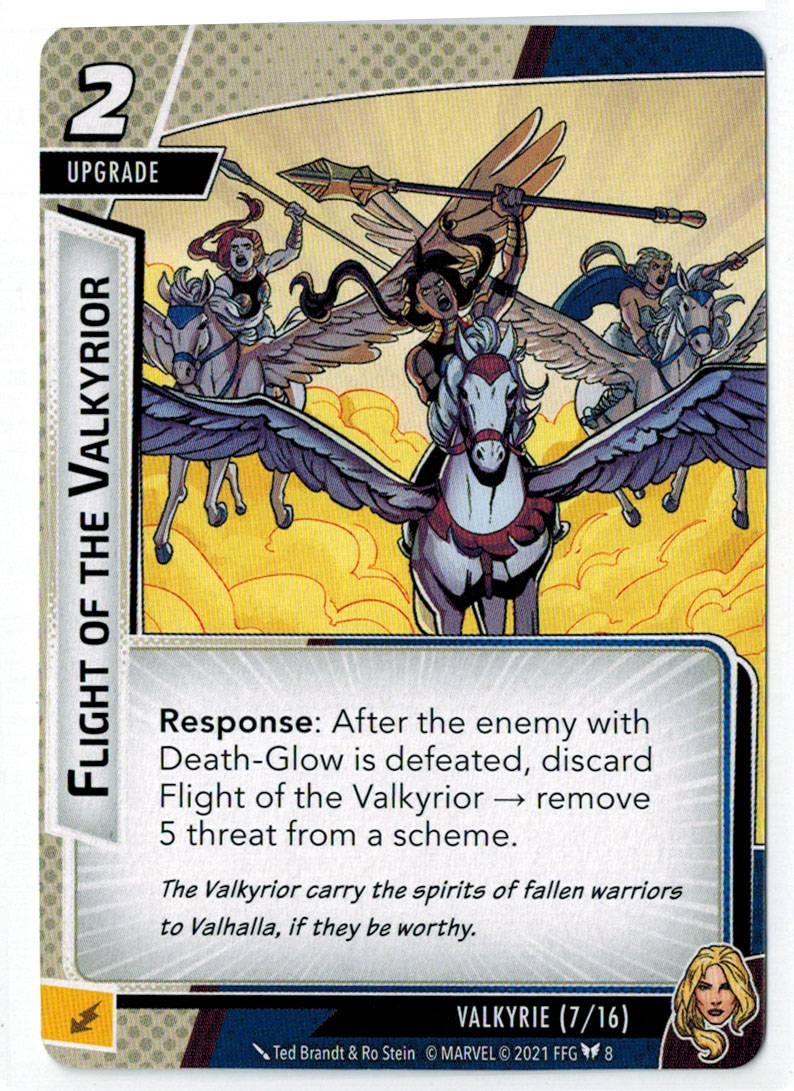 2
UPGRADE
FLIGHT OF THE VALKYRIOR
Response: After the enemy with
Death-Glow is defeated, discard
Flight of the Valkyrior → remove
5 threat from a scheme.
The Valkyrior carry the spirits of fallen warriors
to Valhalla, if they be worthy.
VALKYRIE (7/16)
Ted Brandt & Ro Stein © MARVEL © 2021 FFG 8